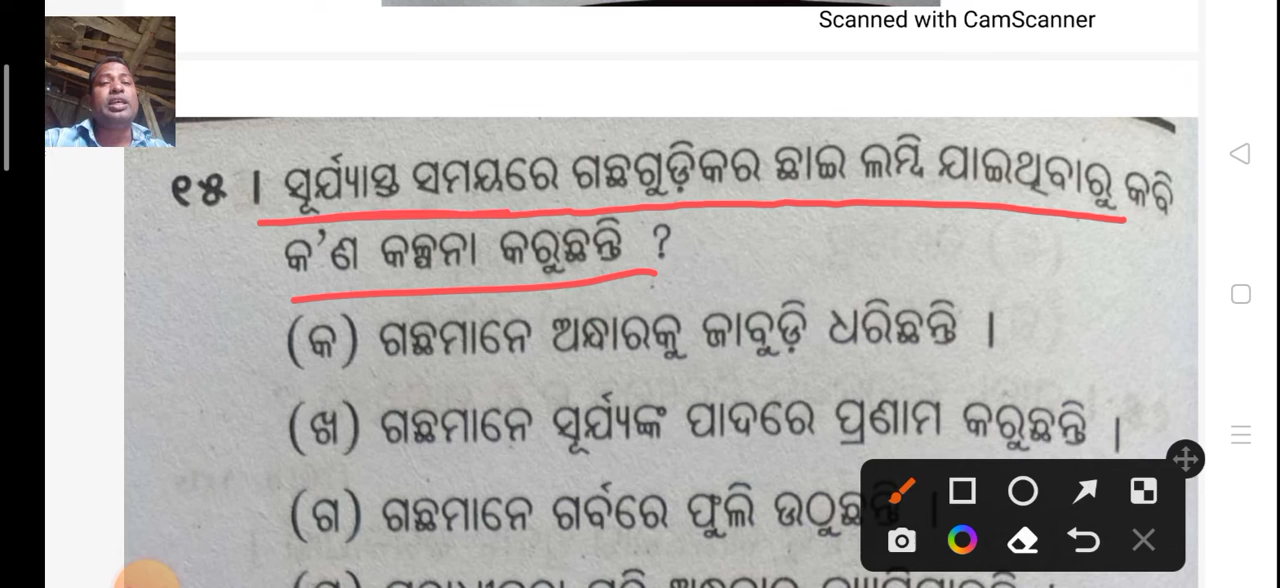 Scanned with CamScanner
୧୫ । ସୂର୍ଯ୍ୟାସ୍ତ ସମୟରେ ଗଛଗୁଡ଼ିକର ଛାଇ ଲମ୍ବି ଯାଇଥିବାରୁ କବି
କ'ଣ କଳ୍ପନା କରୁଛନ୍ତି ?
(କ) ଗଛମାନେ ଅନ୍ଧାରକୁ ଜାବୁଡ଼ି ଧରିଛନ୍ତି ।
(ଖ) ଗଛମାନେ ସୂର୍ଯ୍ୟଙ୍କ ପାଦରେ ପ୍ରଣାମ କରୁଛନ୍ତି ।
(ଗ) ଗଛମାନେ ଗର୍ବରେ ଫୁଲି ଉଠୁଛନ୍ତି ।